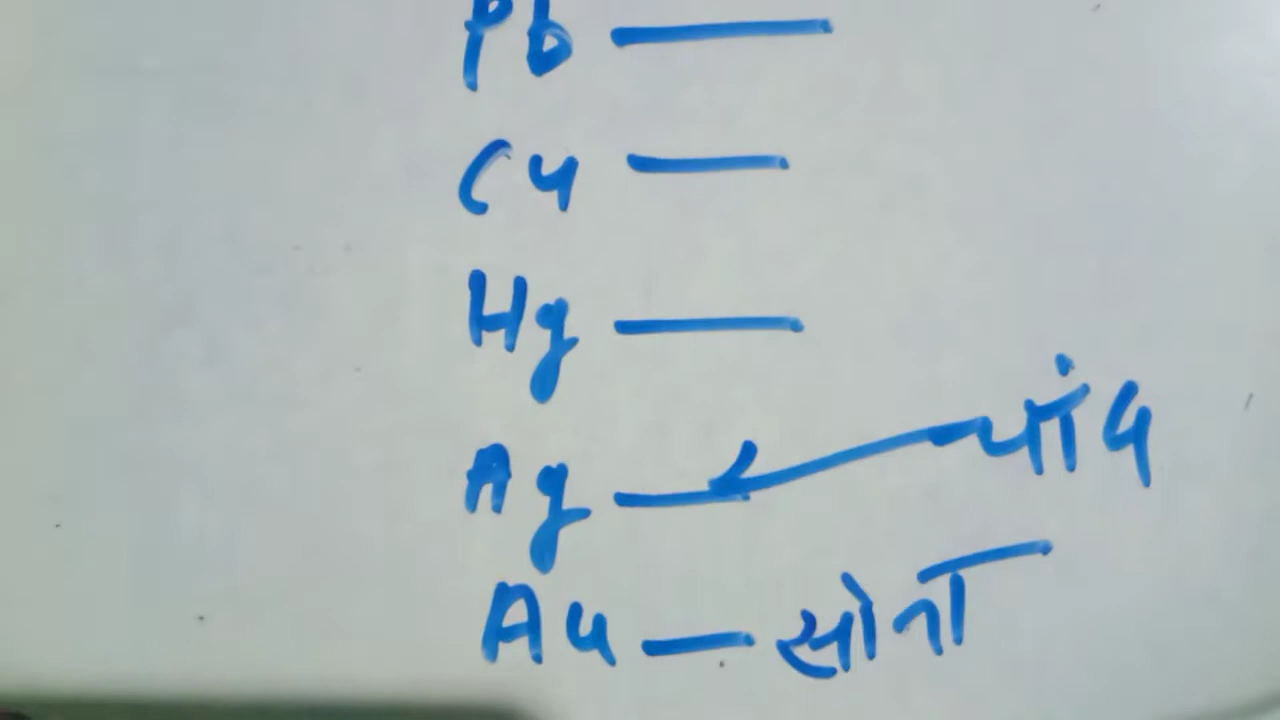 Pb —
Cu —
Hg —
Ag —
Au — सोना